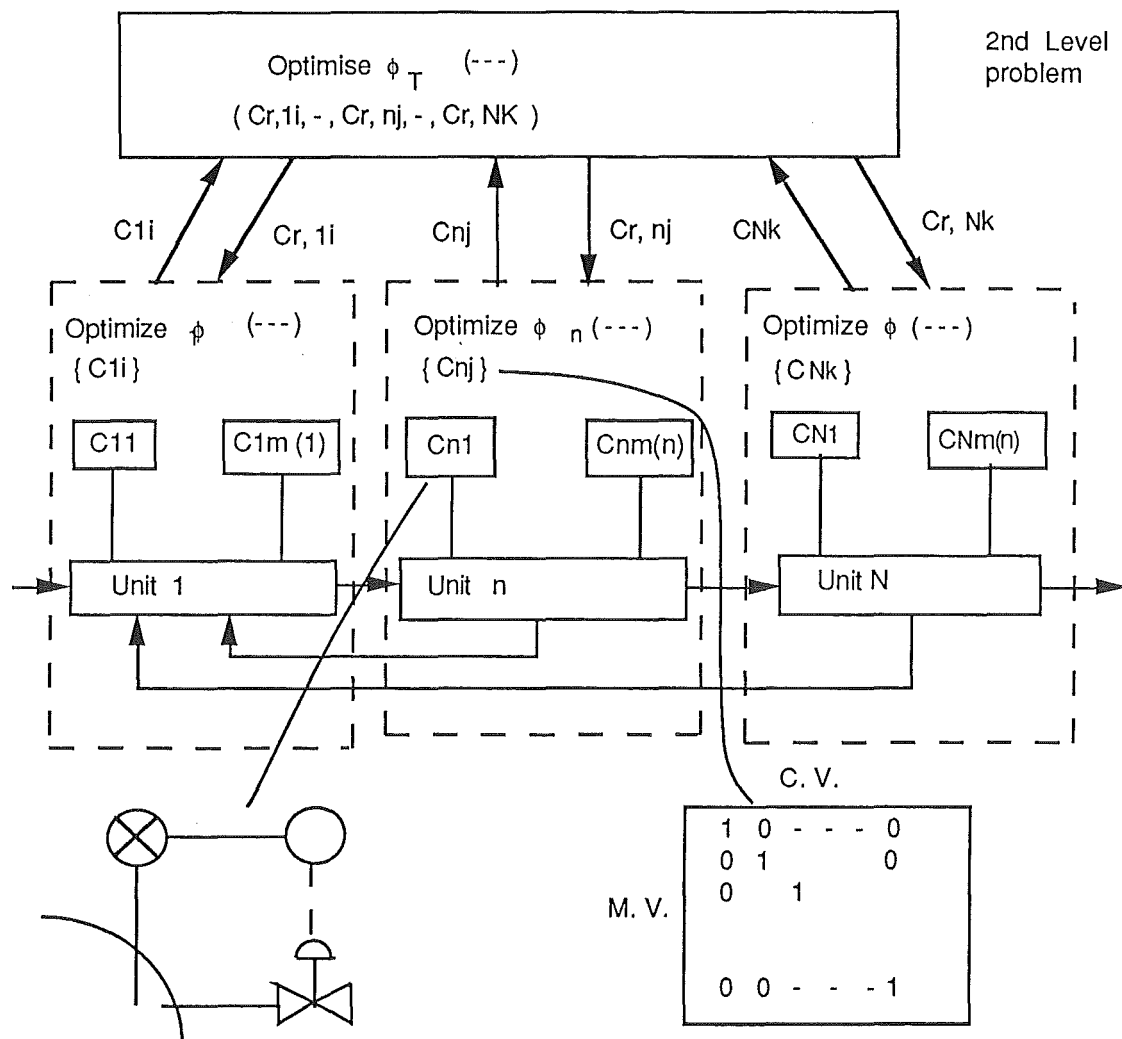 2nd Level
problem
Optimise ϕ T (---)
( Cr,1i, - , Cr, nj, - , Cr, NK )
C1i
Cr, 1i
Cnj
Cr, nj
CNk
Cr, Nk
Optimize ϕ (---)
{ C1i}
Optimize ϕ n (---)
{ Cnj}
Optimize ϕ (---)
{ CNk}
C11
C1m (1)
Cn1
Cnm(n)
CN1
CNm(n)
Unit 1
Unit n
Unit N
C. V.
M. V.
1 0 - - - 0
0 1 0
0 1
0 0 - - - 1